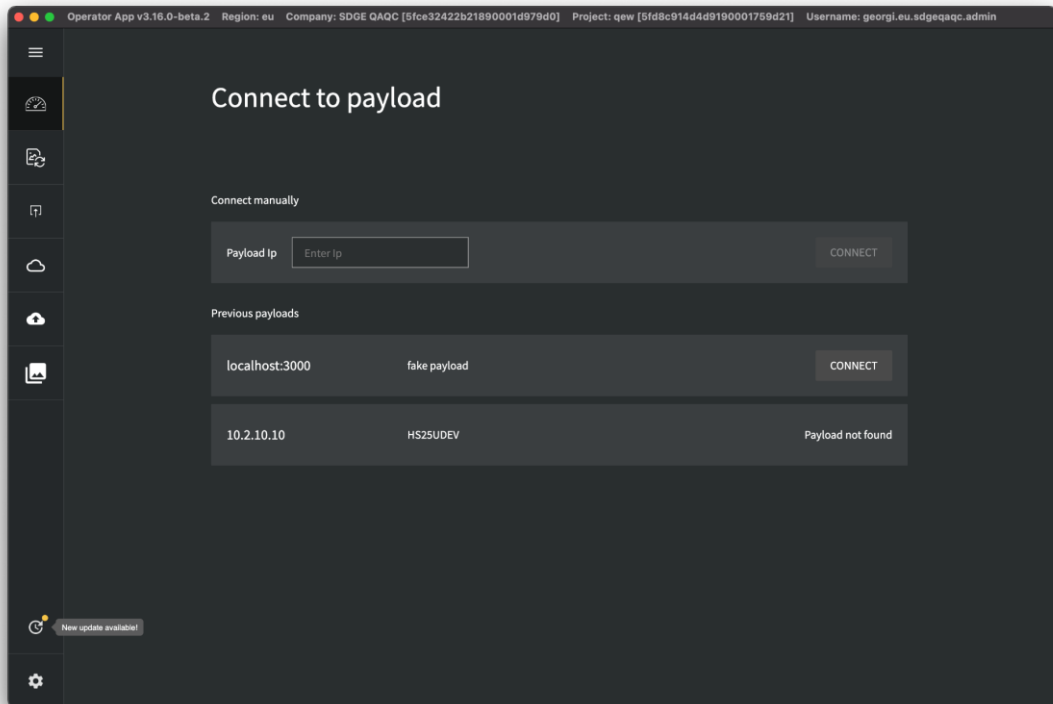 Operator App v3.16.0-beta.2 Region: eu Company: SDGE QAQC [5fce32422b21890001d979d0] Project: qew [5fd8c914d4d9190001759d21] Username: georgi.eu.sdgeqaqc.admin
Connect to payload
Connect manually
Payload Ip Enter Ip CONNECT
Previous payloads
localhost:3000 fake payload CONNECT
10.2.10.10 HS25UDEV Payload not found
New update available!